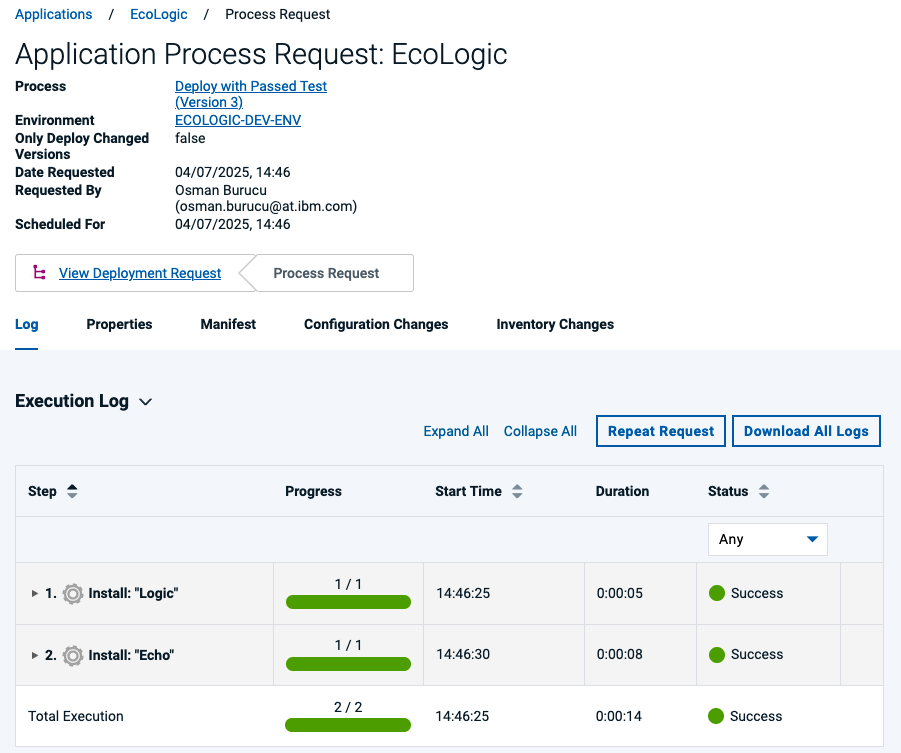 Applications / EcoLogic / Process Request
Application Process Request: EcoLogic
Process Deploy with Passed Test
(Version 3)
Environment ECOLOGIC-DEV-ENV
Only Deploy Changed false
Versions
Date Requested 04/07/2025, 14:46
Requested By Osman Burucu
(osman.burucu@at.ibm.com)
Scheduled For 04/07/2025, 14:46
View Deployment Request Process Request
Log Properties Manifest Configuration Changes Inventory Changes
Execution Log
Expand All Collapse All Repeat Request Download All Logs
Step Progress Start Time Duration Status
Any
1. Install: "Logic" 1 / 1 14:46:25 0:00:05 Success
2. Install: "Echo" 1 / 1 14:46:30 0:00:08 Success
Total Execution 2 / 2 14:46:25 0:00:14 Success